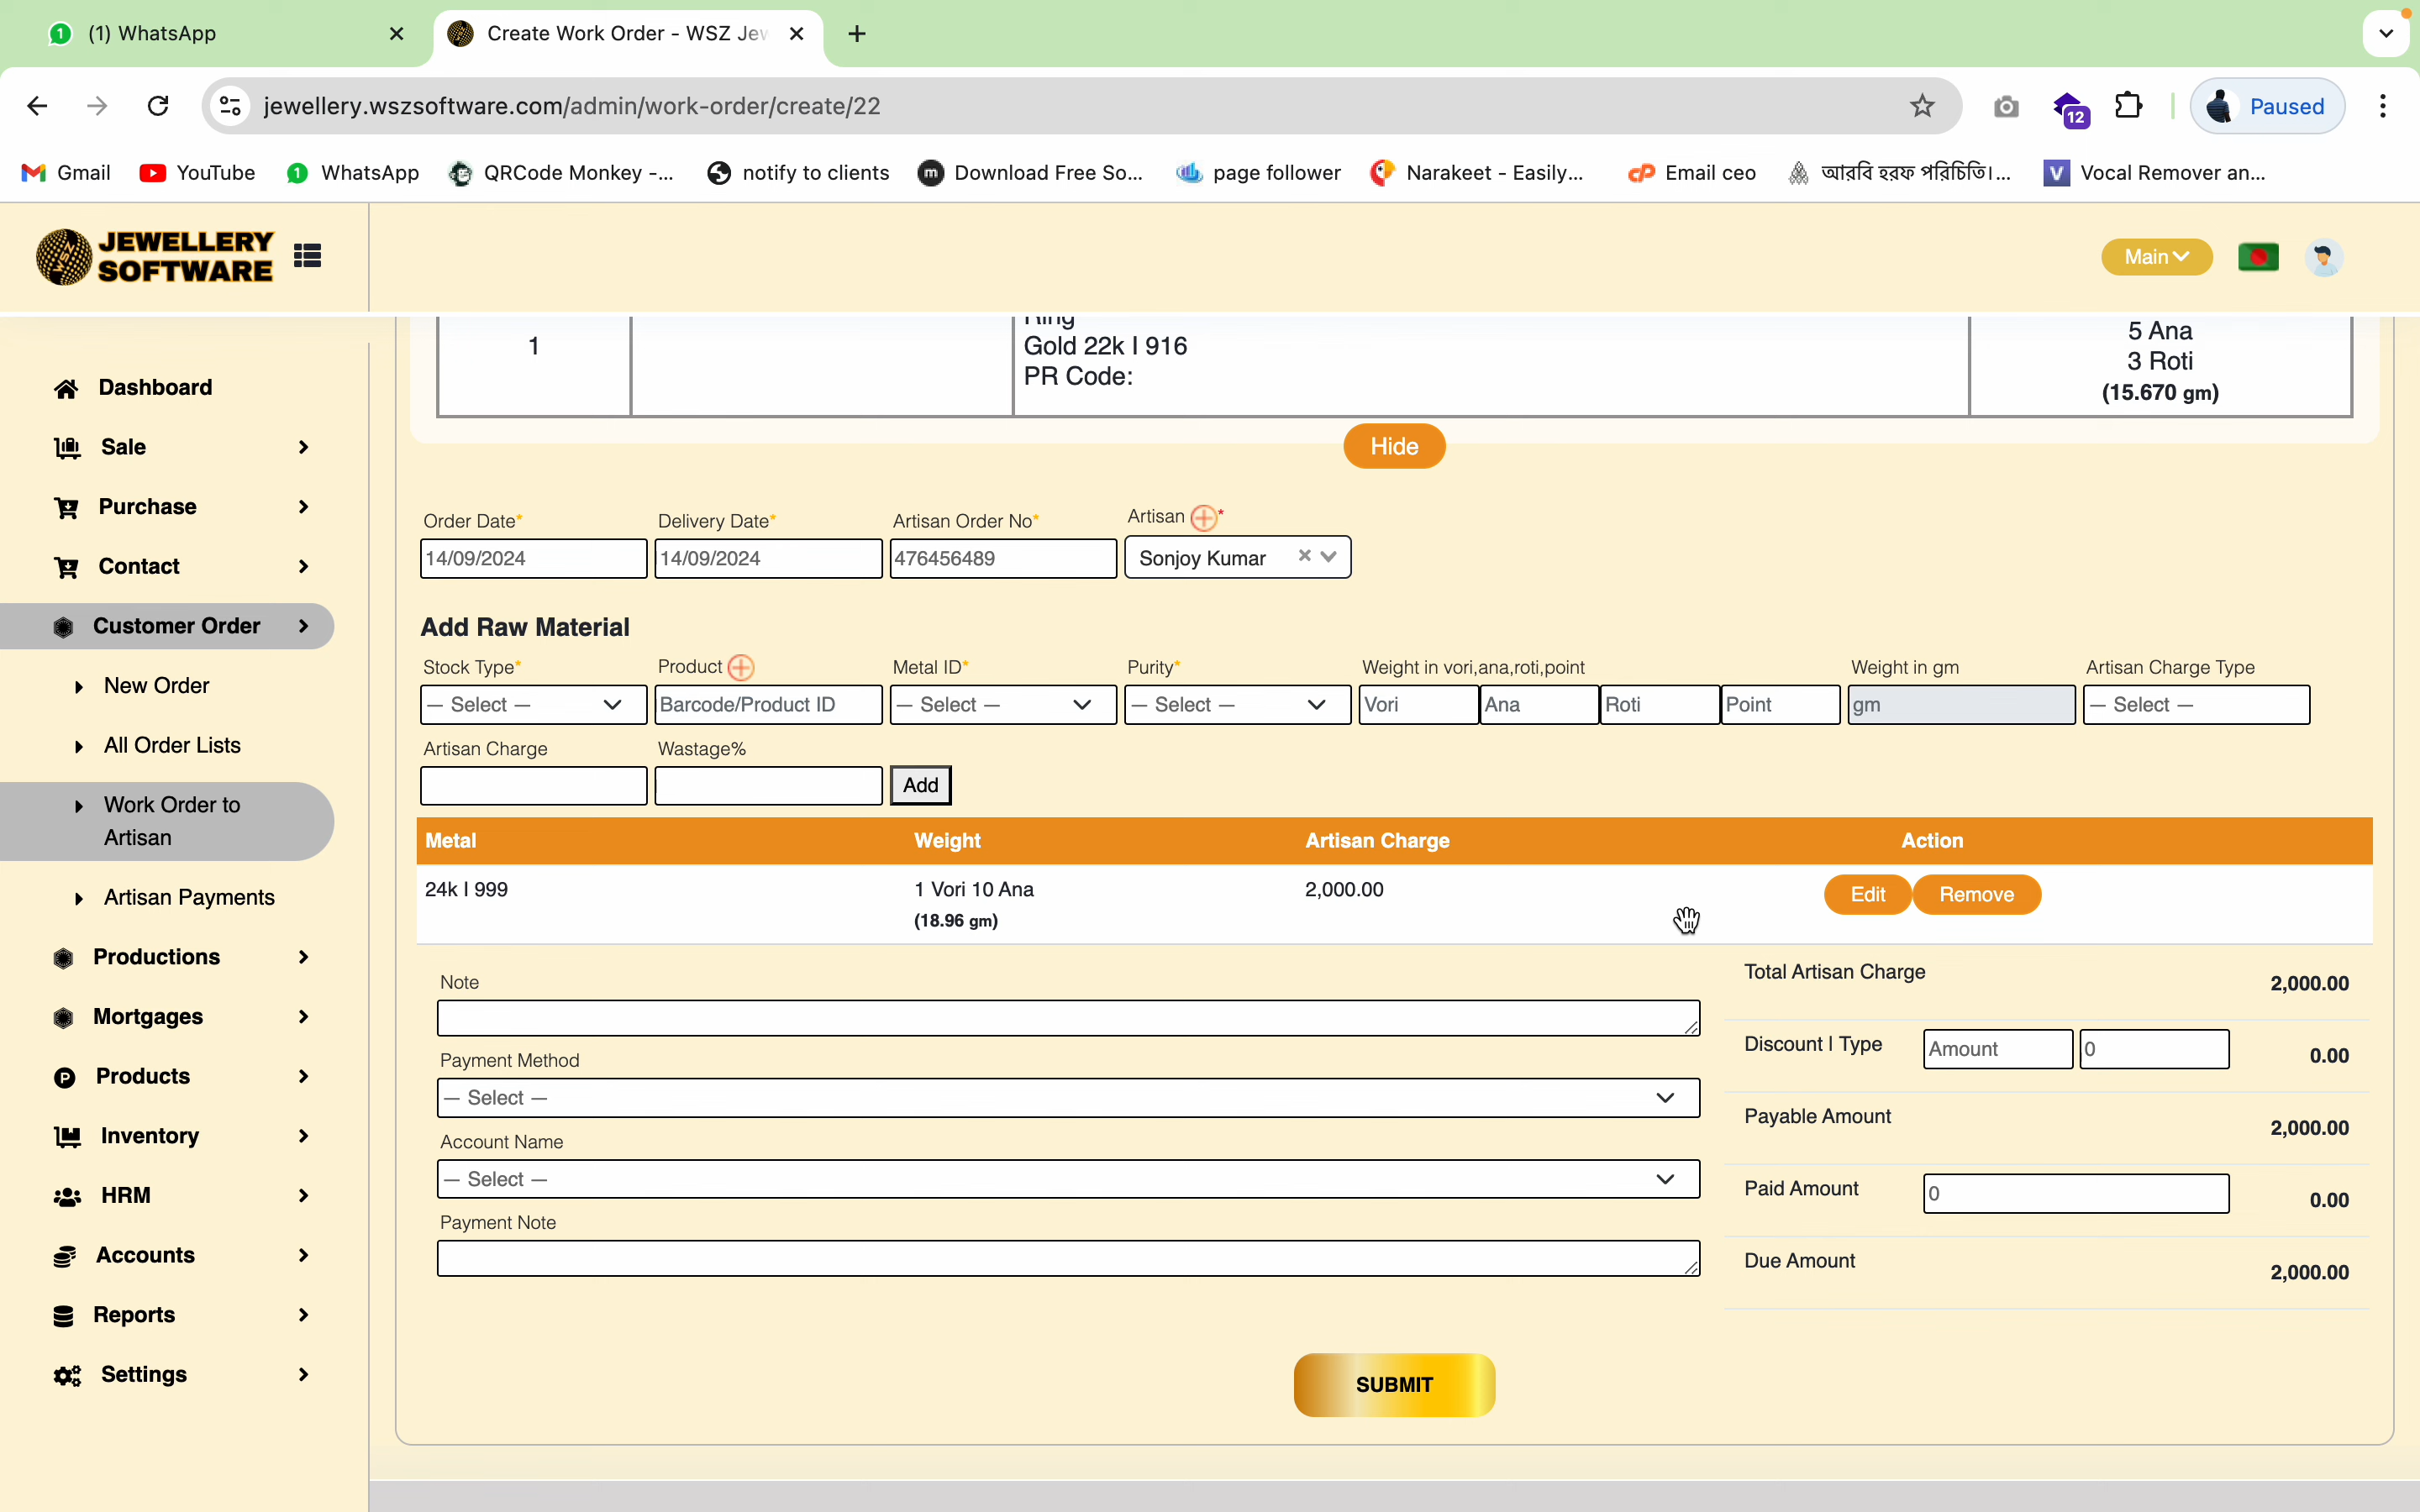 (1) WhatsApp
Create Work Order - WSZ Jew
jewellery.wszsoftware.com/admin/work-order/create/22
12
Paused
Gmail
YouTube
WhatsApp
QRCode Monkey -...
notify to clients
Download Free So...
page follower
Narakeet - Easily...
Email ceo
আরবি হরফ পরিচিতি।...
Vocal Remover an...
JEWELLERY
SOFTWARE
Main
Dashboard
Sale
Purchase
Contact
Customer Order
New Order
All Order Lists
Work Order to
Artisan
Artisan Payments
Productions
Mortgages
Products
Inventory
HRM
Accounts
Reports
Settings
1
Ring
Gold 22k | 916
PR Code:
5 Ana
3 Roti
(15.670 gm)
Hide
Order Date*
Delivery Date*
Artisan Order No*
Artisan *
14/09/2024
14/09/2024
476456489
Sonjoy Kumar
Add Raw Material
Stock Type*
Product
Metal ID*
Purity*
Weight in vori,ana,roti,point
Weight in gm
Artisan Charge Type
— Select —
Barcode/Product ID
— Select —
— Select —
Vori
Ana
Roti
Point
gm
— Select —
Artisan Charge
Wastage%
Add
Metal
Weight
Artisan Charge
Action
24k | 999
1 Vori 10 Ana
(18.96 gm)
2,000.00
Edit
Remove
Note
Payment Method
— Select —
Account Name
— Select —
Payment Note
Total Artisan Charge
2,000.00
Discount | Type
Amount
0
0.00
Payable Amount
2,000.00
Paid Amount
0
0.00
Due Amount
2,000.00
SUBMIT